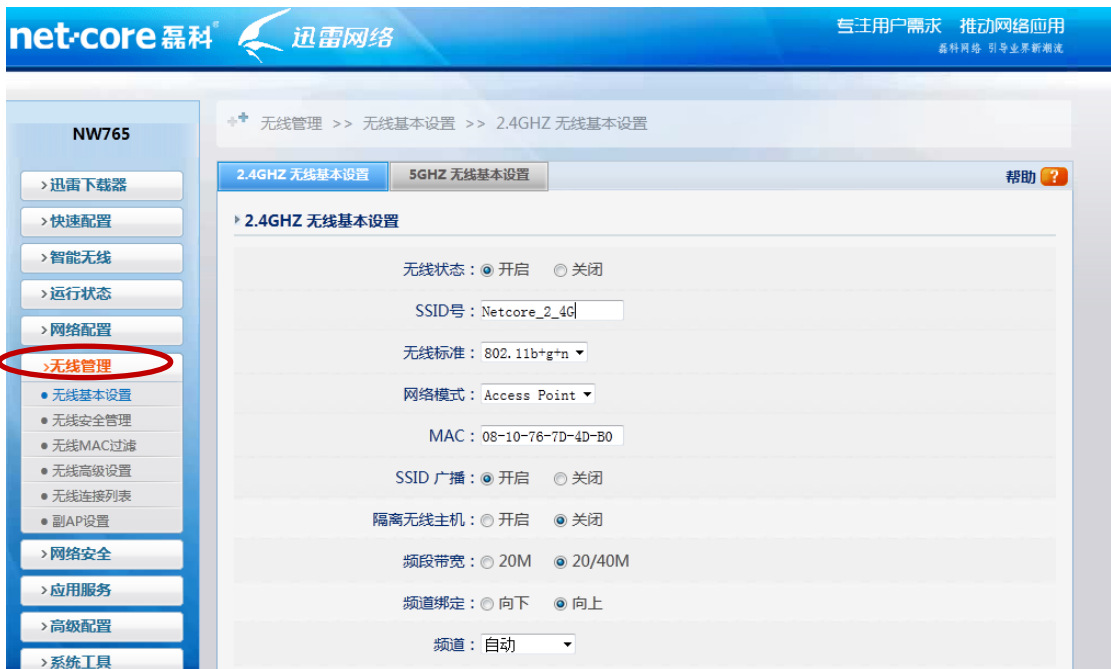 net-core 磊科 迅雷网络
专注用户需求 推动网络应用
磊科网络 引导业界新潮流
NW765
>迅雷下载器
>快速配置
>智能无线
>运行状态
>网络配置
>无线管理
无线基本设置
无线安全管理
无线MAC过滤
无线高级设置
无线连接列表
副AP设置
>网络安全
>应用服务
>高级配置
>系统工具
无线管理 >> 无线基本设置 >> 2.4GHZ 无线基本设置
2.4GHZ 无线基本设置 5GHZ 无线基本设置 帮助 ?
2.4GHZ 无线基本设置
无线状态：开启 关闭
SSID号：Netcore_2_4G
无线标准：802.11b+g+n
网络模式：Access Point
MAC：08-10-76-7D-4D-B0
SSID 广播：开启 关闭
隔离无线主机：开启 关闭
频段带宽：20M 20/40M
频道绑定：向下 向上
频道：自动